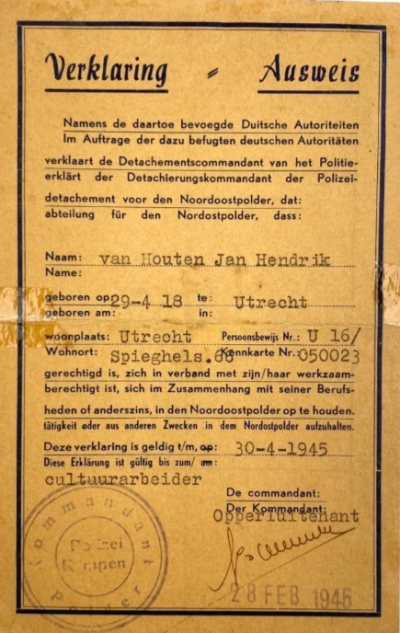 Verklaring = Ausweis
Namens de daartoe bevoegde Duitsche Autoriteiten
Im Auftrage der dazu befugten deutschen Autoritäten
verklaart de Detachementscommandant van het Politie-
erklärt der Detachierungskommandant der Polizei-
detachement voor den Noordoostpolder, dat:
abteilung für den Nordostpolder, dass:
Naam: van Houten Jan Hendrik
Name:
geboren op 29-4 18 te: Utrecht
geboren am: in:
woonplaats: Utrecht Persoonsbewijs Nr.: U 16/
Wohnort: Spieghels.66 Kennkarte Nr. 050023
gerechtigd is, zich in verband met zijn/haar werkzaam-
berechtigt ist, sich im Zusammenhang mit seiner Berufs-
heden of anderszins, in den Noordoostpolder op te houden.
tätigkeit oder aus anderen Zwecken in dem Nordostpolder aufzuhalten.
Deze verklaring is geldig t/m, op: 30-4-1945
Diese Erklärung ist gültig bis zum/ am:
cultuurarbeider
De commandant:
Der Kommandant:
Opperluitenant
Kommandant
Polizei
Kampen
Polder
28 FEB 1945